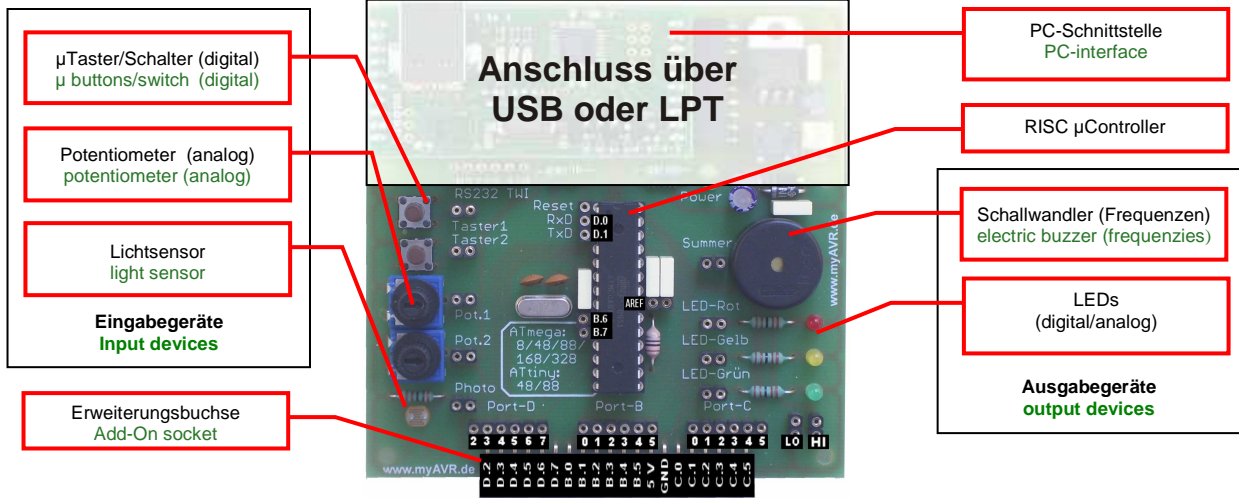 µTaster/Schalter (digital)
µ buttons/switch (digital)
Potentiometer (analog)
potentiometer (analog)
Lichtsensor
light sensor
Eingabegeräte
Input devices
Erweiterungsbuchse
Add-On socket
Anschluss über
USB oder LPT
PC-Schnittstelle
PC-interface
RISC µController
Schallwandler (Frequenzen)
electric buzzer (frequenzies)
LEDs
(digital/analog)
Ausgabegeräte
output devices
RS232 TWI
Taster1
Taster2
Reset
RxD
TxD
D.0
D.1
Power
Summer
www.myAVR.de
AREF
B.6
B.7
Pot.1
Pot.2
Photo
ATmega:
8/48/88/
168/328
ATtiny:
48/88
LED-Rot
LED-Gelb
LED-Grün
Port-D
Port-B
Port-C
2 3 4 5 6 7
0 1 2 3 4 5
0 1 2 3 4 5
LO
HI
www.myAVR.de
D.2
D.3
D.4
D.5
D.6
D.7
B.0
B.1
B.2
B.3
B.4
B.5
5 V
GND
C.0
C.1
C.2
C.3
C.4
C.5